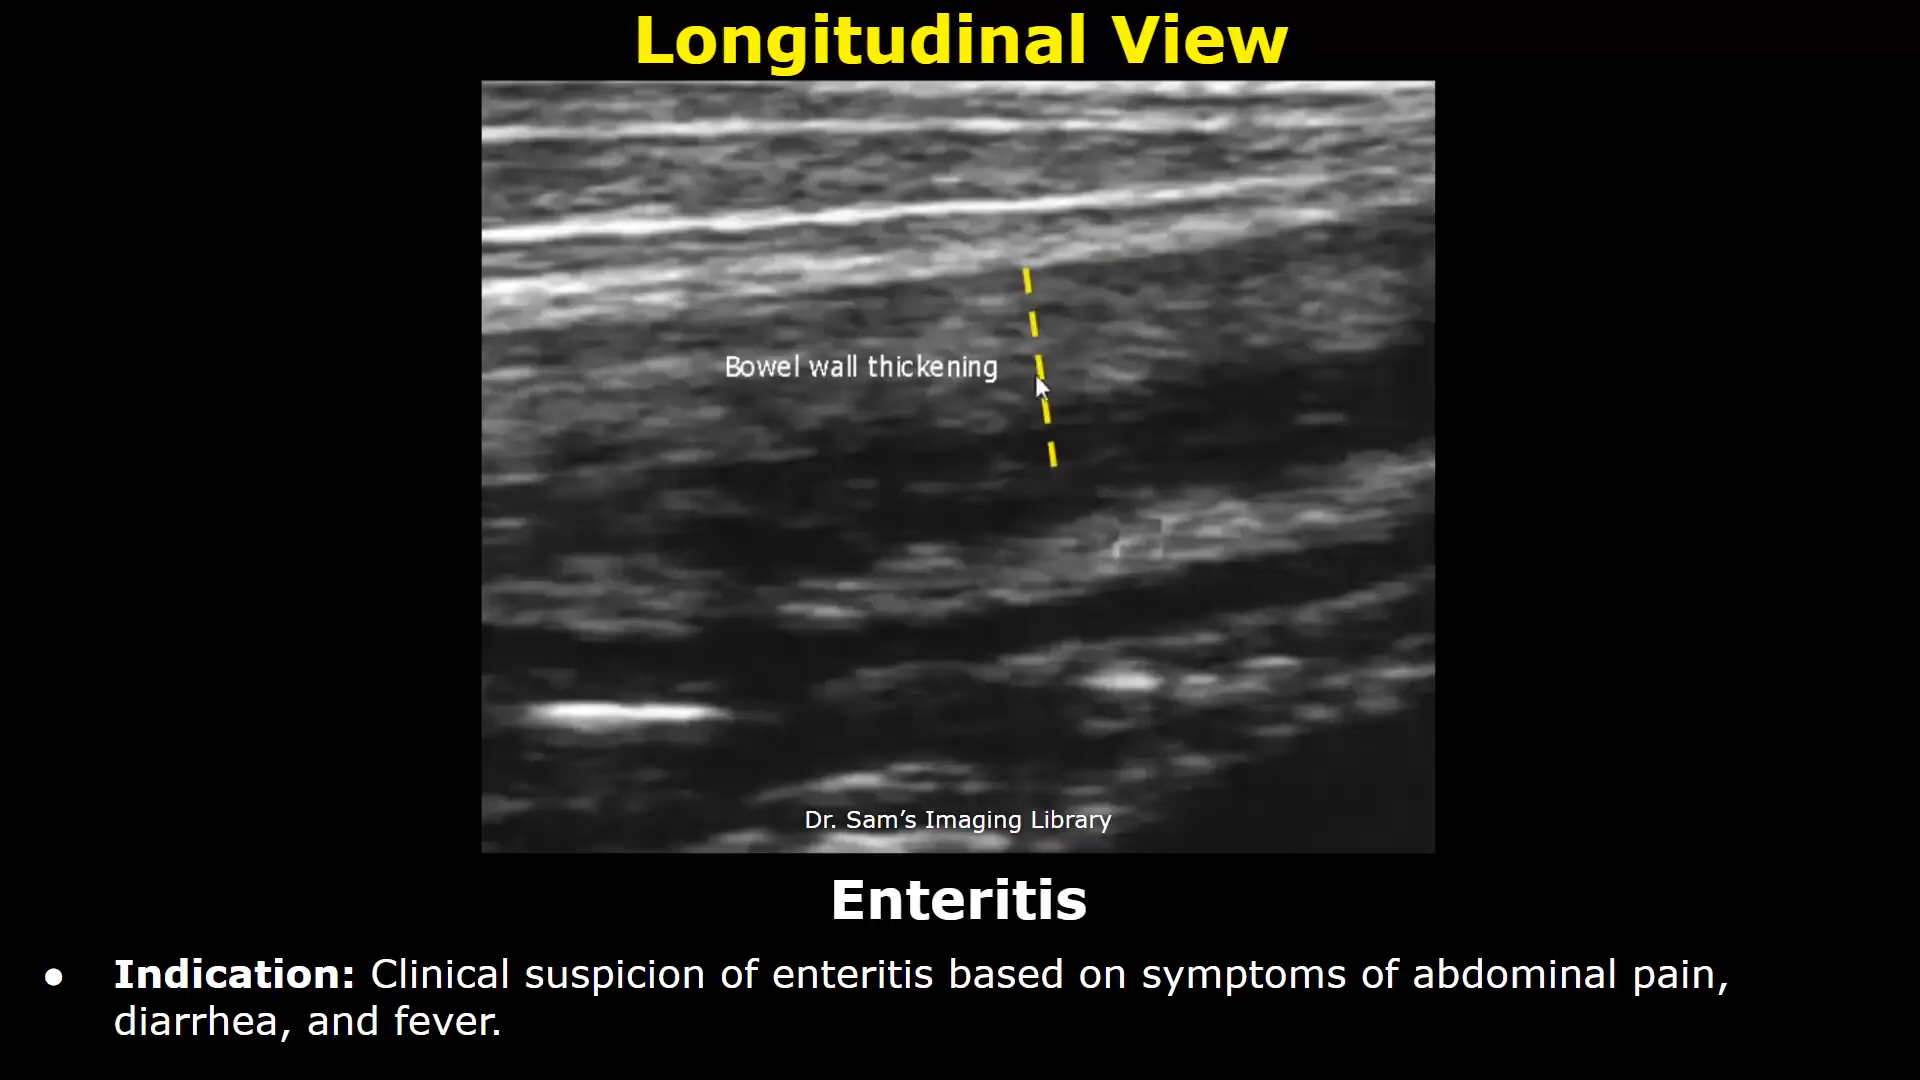 Longitudinal View
Bowel wall thickening
Dr. Sam’s Imaging Library
Enteritis
● Indication: Clinical suspicion of enteritis based on symptoms of abdominal pain,
diarrhea, and fever.